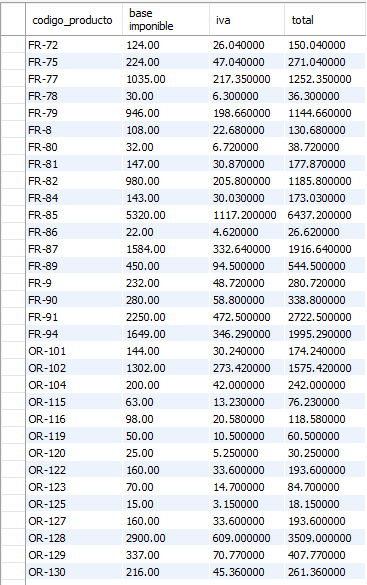 codigo_producto base imponible iva total
FR-72 124.00 26.040000 150.040000
FR-75 224.00 47.040000 271.040000
FR-77 1035.00 217.350000 1252.350000
FR-78 30.00 6.300000 36.300000
FR-79 946.00 198.660000 1144.660000
FR-8 108.00 22.680000 130.680000
FR-80 32.00 6.720000 38.720000
FR-81 147.00 30.870000 177.870000
FR-82 980.00 205.800000 1185.800000
FR-84 143.00 30.030000 173.030000
FR-85 5320.00 1117.200000 6437.200000
FR-86 22.00 4.620000 26.620000
FR-87 1584.00 332.640000 1916.640000
FR-89 450.00 94.500000 544.500000
FR-9 232.00 48.720000 280.720000
FR-90 280.00 58.800000 338.800000
FR-91 2250.00 472.500000 2722.500000
FR-94 1649.00 346.290000 1995.290000
OR-101 144.00 30.240000 174.240000
OR-102 1302.00 273.420000 1575.420000
OR-104 200.00 42.000000 242.000000
OR-115 63.00 13.230000 76.230000
OR-116 98.00 20.580000 118.580000
OR-119 50.00 10.500000 60.500000
OR-120 25.00 5.250000 30.250000
OR-122 160.00 33.600000 193.600000
OR-123 70.00 14.700000 84.700000
OR-125 15.00 3.150000 18.150000
OR-127 160.00 33.600000 193.600000
OR-128 2900.00 609.000000 3509.000000
OR-129 337.00 70.770000 407.770000
OR-130 216.00 45.360000 261.360000